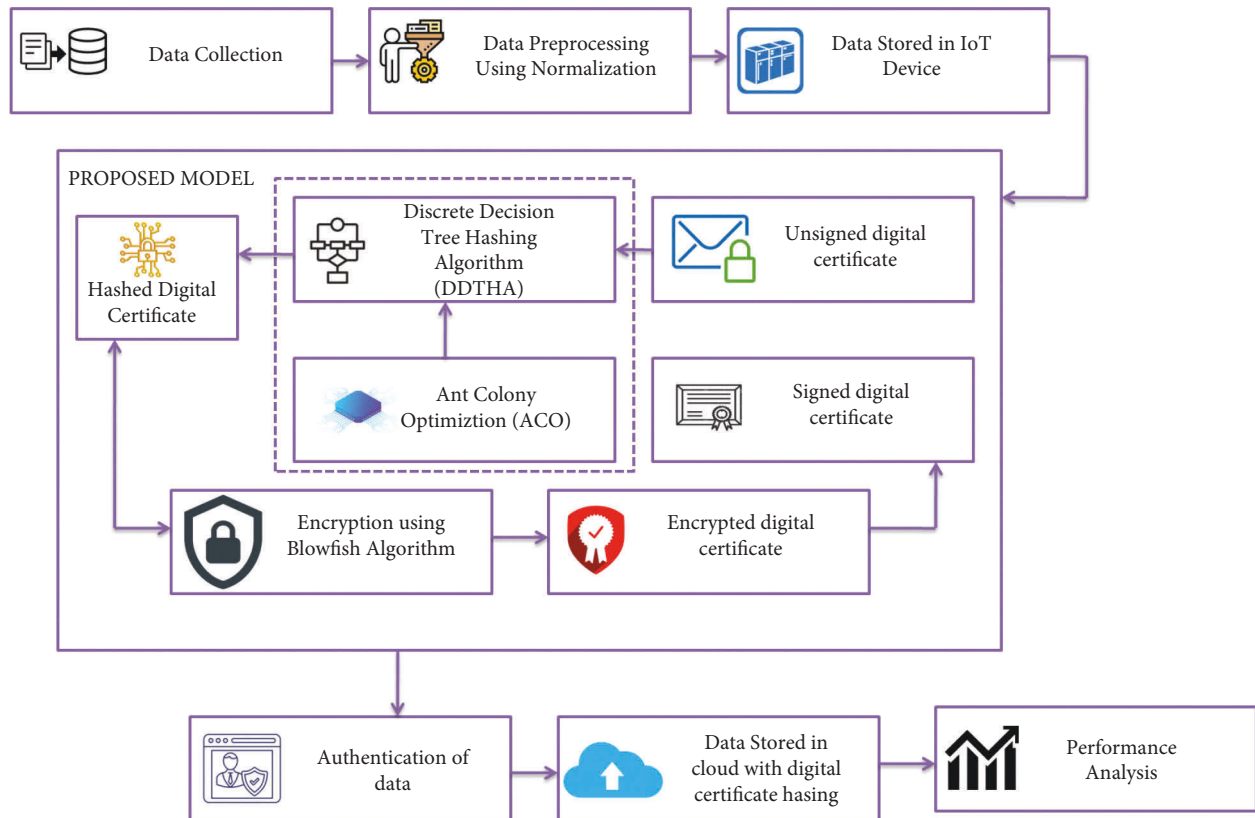 Data Collection
Data Preprocessing
Using Normalization
Data Stored in IoT
Device
PROPOSED MODEL
Hashed Digital
Certificate
Discrete Decision
Tree Hashing
Algorithm
(DDTHA)
Unsigned digital
certificate
Ant Colony
Optimiztion (ACO)
Signed digital
certificate
Encryption using
Blowfish Algorithm
Encrypted digital
certificate
Authentication of
data
Data Stored in
cloud with digital
certificate hasing
Performance
Analysis